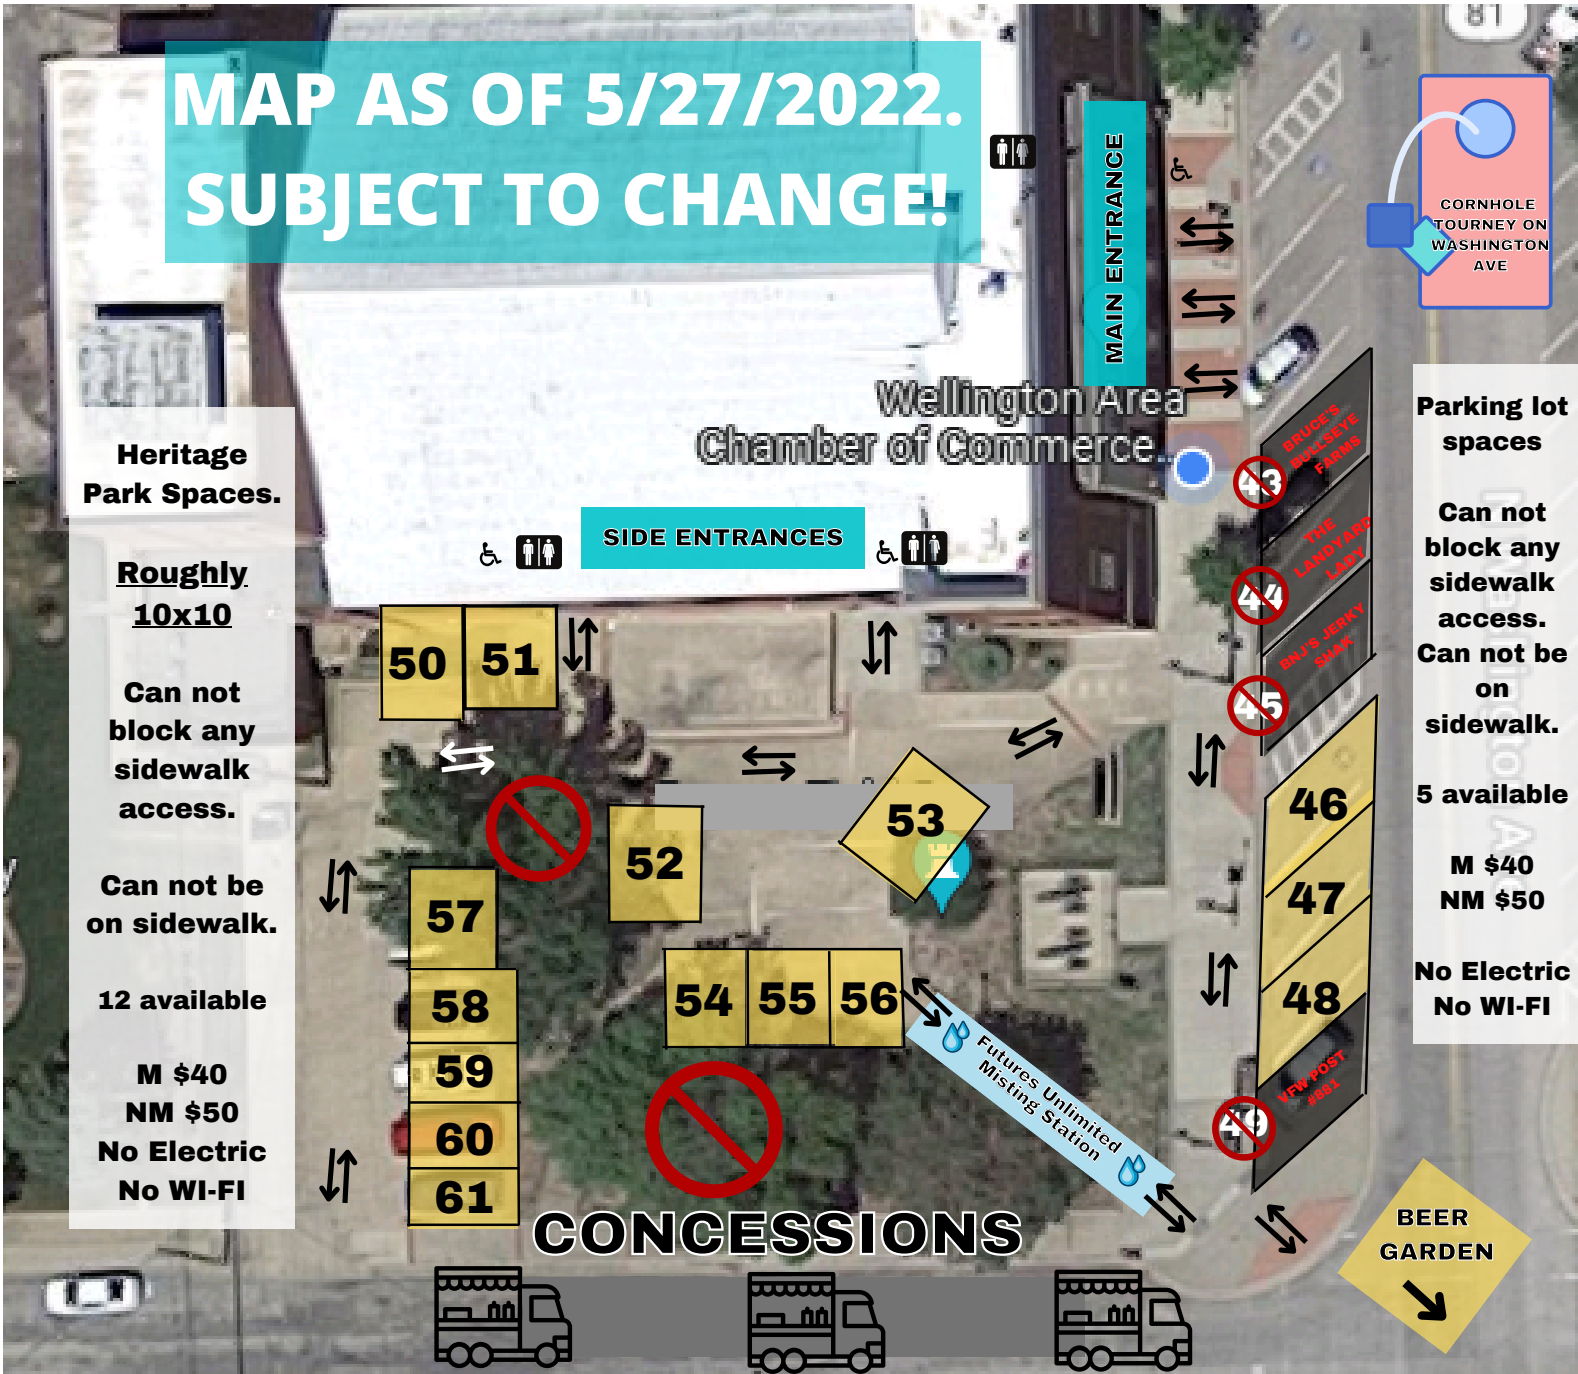 81
MAP AS OF 5/27/2022.
SUBJECT TO CHANGE!
MAIN ENTRANCE
CORNHOLE
TOURNEY ON
WASHINGTON
AVE
Wellington Area
Chamber of Commerce...
SIDE ENTRANCES
Heritage
Park Spaces.
Roughly
10x10
Can not
block any
sidewalk
access.
Can not be
on sidewalk.
12 available
M $40
NM $50
No Electric
No WI-FI
Parking lot
spaces
Can not
block any
sidewalk
access.
Can not be
on
sidewalk.
5 available
M $40
NM $50
No Electric
No WI-FI
BRUCE'S
BULLSEYE
FARMS
43
THE
LANDYARD
LADY
44
BNJ'S JERKY
SHAK
45
46
47
48
VFW POST
#881
49
50
51
52
53
54
55
56
57
58
59
60
61
Futures Unlimited
Misting Station
CONCESSIONS
BEER
GARDEN